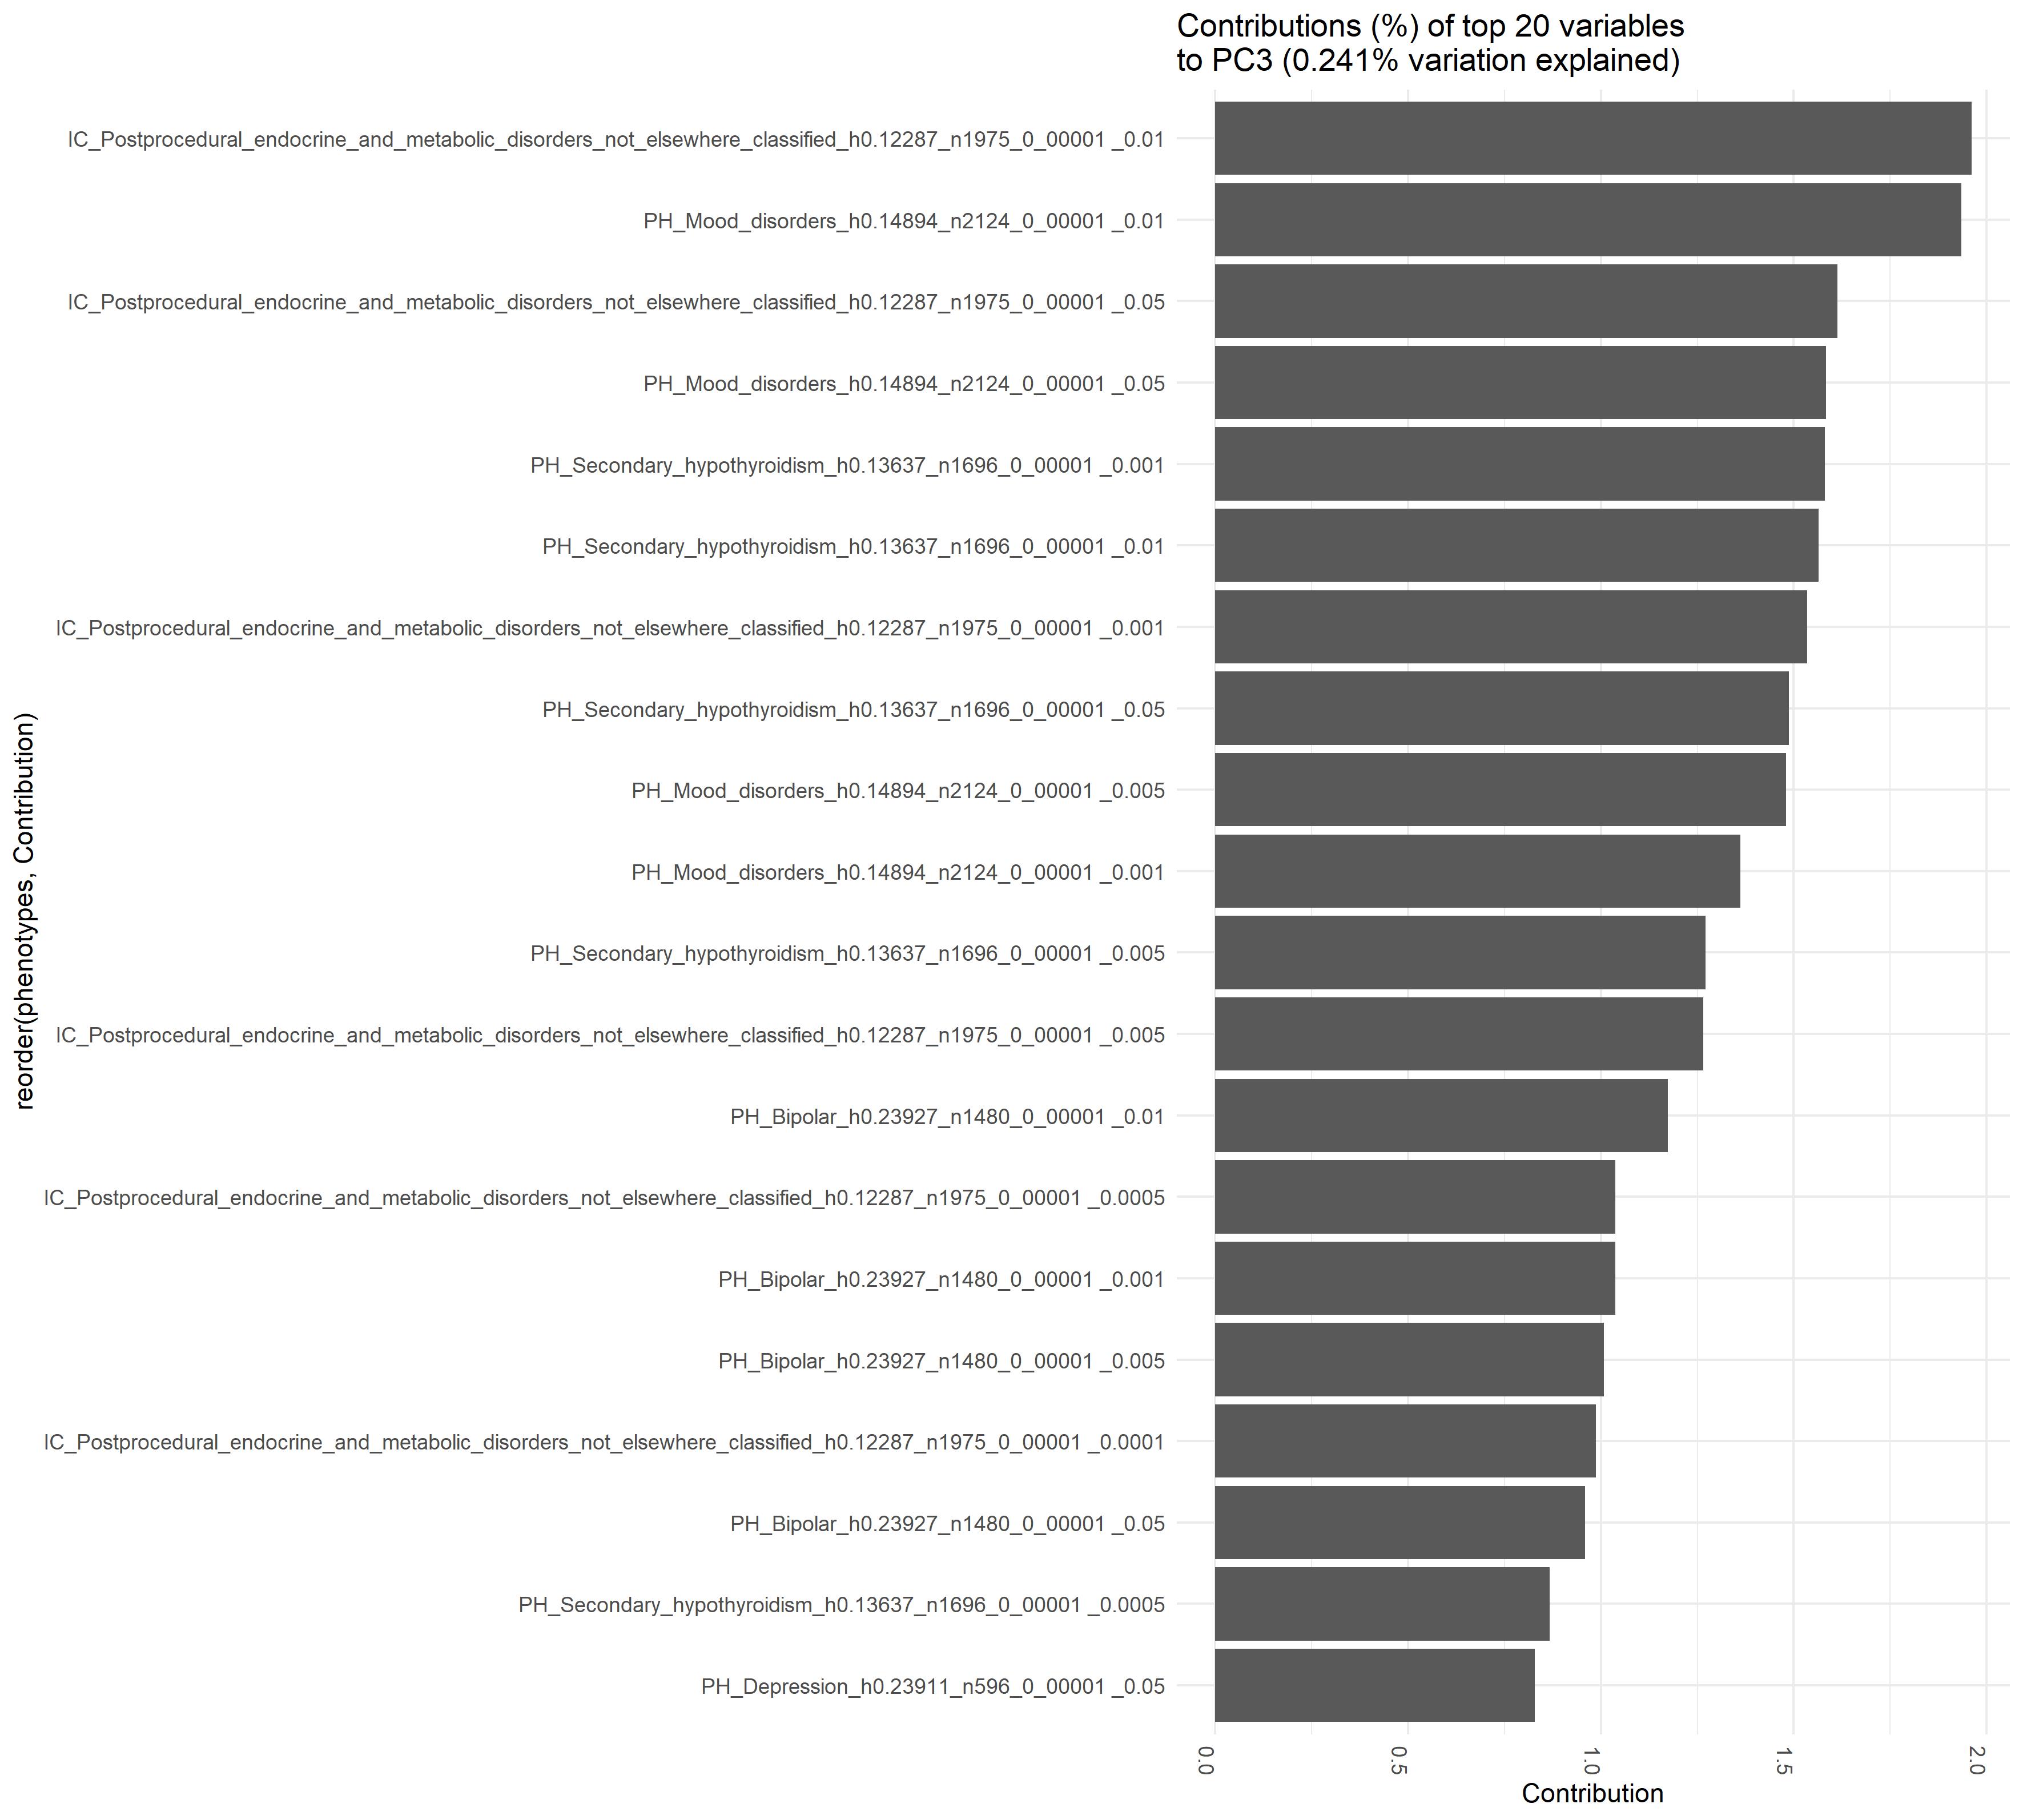 Contributions (%) of top 20 variables
to PC3 (0.241% variation explained)
IC_Postprocedural_endocrine_and_metabolic_disorders_not_elsewhere_classified_h0.12287_n1975_0_00001 _0.01
PH_Mood_disorders_h0.14894_n2124_0_00001 _0.01
IC_Postprocedural_endocrine_and_metabolic_disorders_not_elsewhere_classified_h0.12287_n1975_0_00001 _0.05
PH_Mood_disorders_h0.14894_n2124_0_00001 _0.05
PH_Secondary_hypothyroidism_h0.13637_n1696_0_00001 _0.001
PH_Secondary_hypothyroidism_h0.13637_n1696_0_00001 _0.01
IC_Postprocedural_endocrine_and_metabolic_disorders_not_elsewhere_classified_h0.12287_n1975_0_00001 _0.001
PH_Secondary_hypothyroidism_h0.13637_n1696_0_00001 _0.05
PH_Mood_disorders_h0.14894_n2124_0_00001 _0.005
PH_Mood_disorders_h0.14894_n2124_0_00001 _0.001
PH_Secondary_hypothyroidism_h0.13637_n1696_0_00001 _0.005
IC_Postprocedural_endocrine_and_metabolic_disorders_not_elsewhere_classified_h0.12287_n1975_0_00001 _0.005
PH_Bipolar_h0.23927_n1480_0_00001 _0.01
IC_Postprocedural_endocrine_and_metabolic_disorders_not_elsewhere_classified_h0.12287_n1975_0_00001 _0.0005
PH_Bipolar_h0.23927_n1480_0_00001 _0.001
PH_Bipolar_h0.23927_n1480_0_00001 _0.005
IC_Postprocedural_endocrine_and_metabolic_disorders_not_elsewhere_classified_h0.12287_n1975_0_00001 _0.0001
PH_Bipolar_h0.23927_n1480_0_00001 _0.05
PH_Secondary_hypothyroidism_h0.13637_n1696_0_00001 _0.0005
PH_Depression_h0.23911_n596_0_00001 _0.05
reorder(phenotypes, Contribution)
0.0
0.5
1.0
1.5
2.0
Contribution